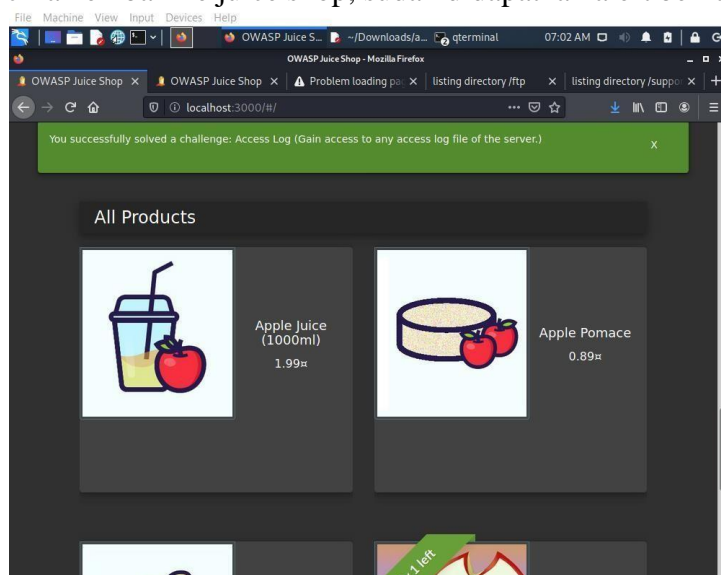 File Machine View Input Devices Help
OWASP Juice S... ~/Downloads/a... qterminal 07:02 AM
OWASP Juice Shop - Mozilla Firefox
OWASP Juice Shop × OWASP Juice Shop × Problem loading pag × listing directory /ftp × listing directory /suppo ×
localhost:3000/#/
You successfully solved a challenge: Access Log (Gain access to any access log file of the server.)
X
All Products
Apple Juice
(1000ml)
1.99¤
Apple Pomace
0.89¤
1 left